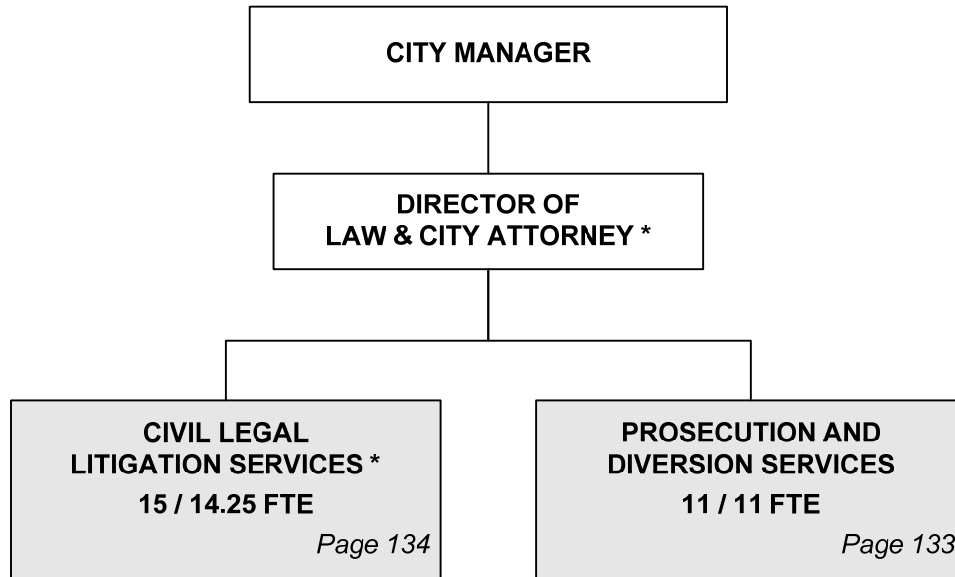 CITY MANAGER
DIRECTOR OF
LAW & CITY ATTORNEY *
CIVIL LEGAL
LITIGATION SERVICES *
15 / 14.25 FTE
Page 134
PROSECUTION AND
DIVERSION SERVICES
11 / 11 FTE
Page 133